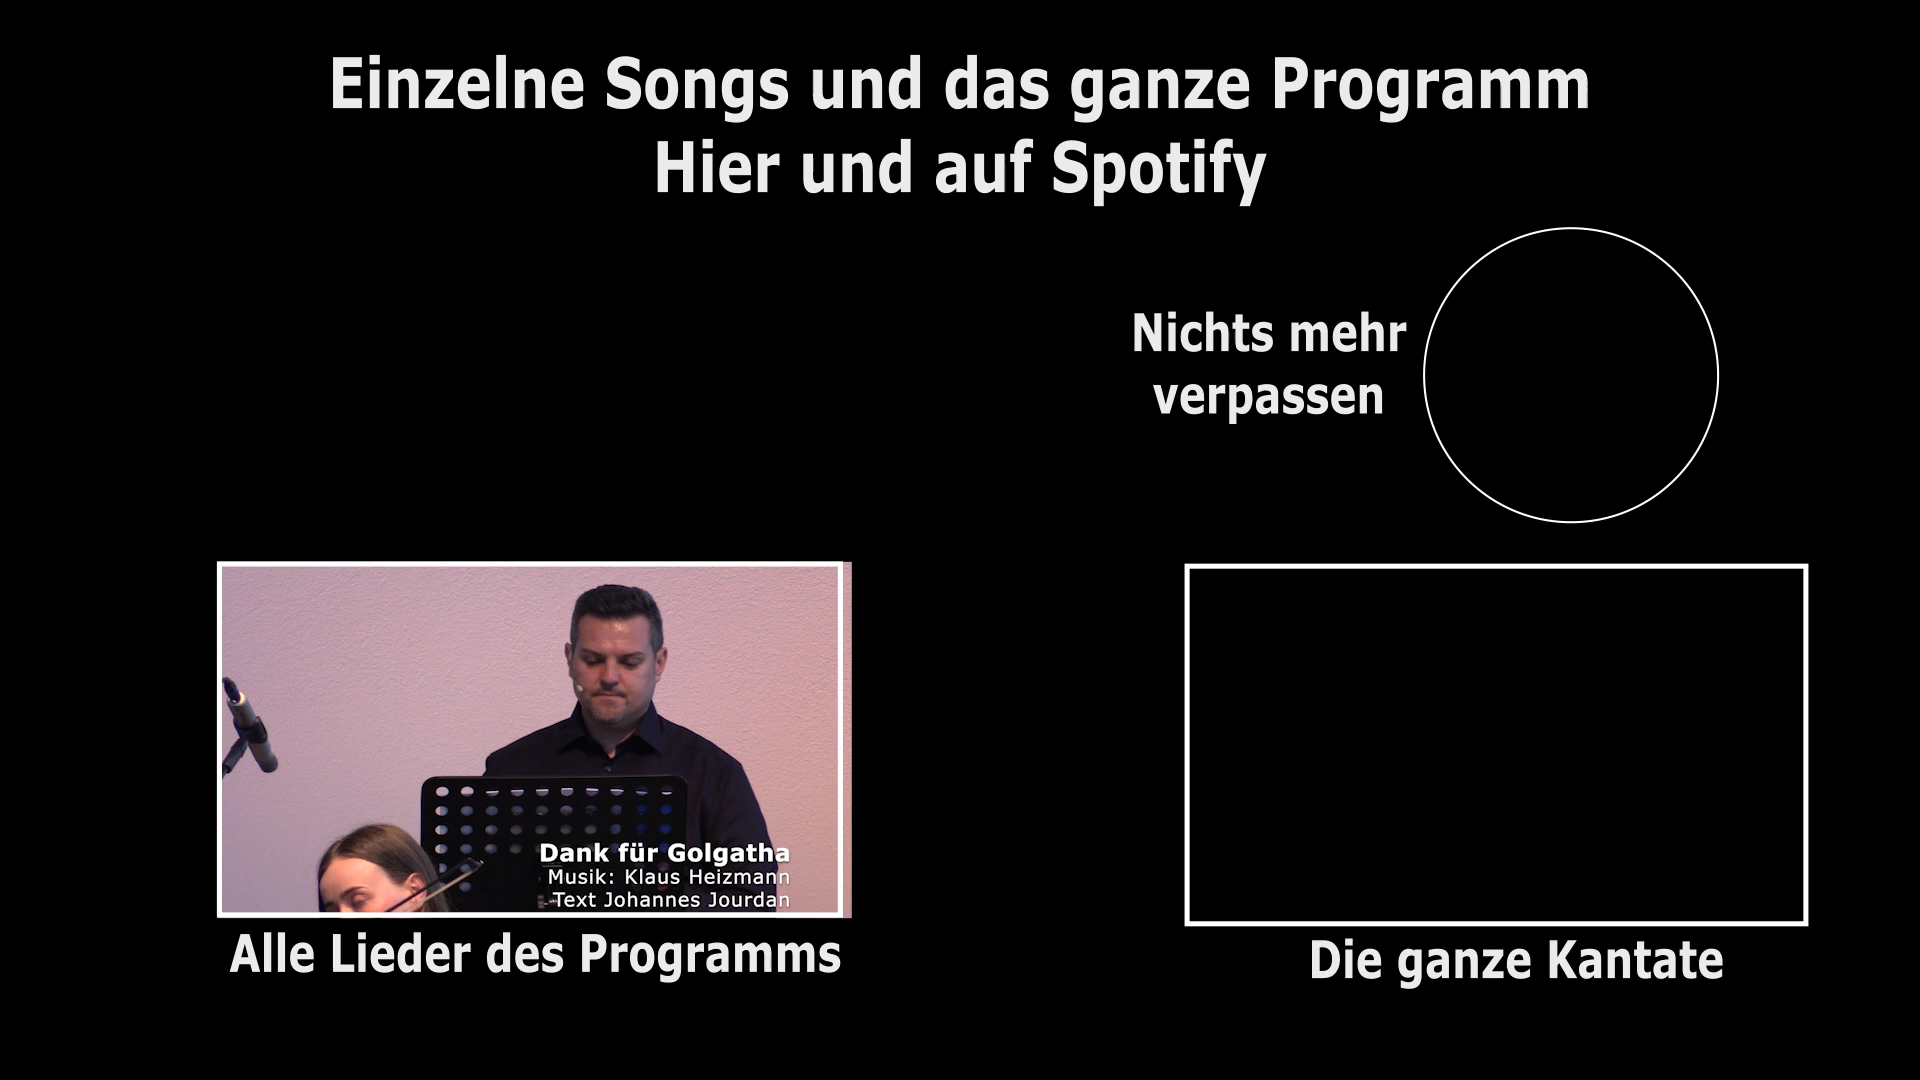 Einzelne Songs und das ganze Programm
Hier und auf Spotify
Nichts mehr
verpassen
Dank für Golgatha
Musik: Klaus Heizmann
Text Johannes Jourdan
Alle Lieder des Programms
Die ganze Kantate